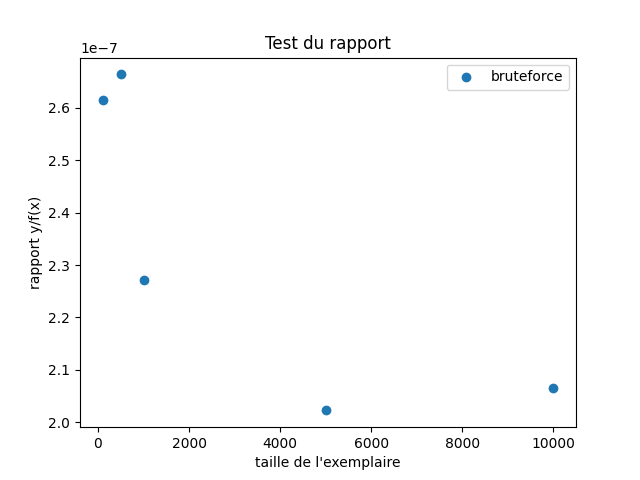 Test du rapport
1e−7
bruteforce
2.6
2.5
2.4
2.3
2.2
2.1
2.0
rapport y/f(x)
0 2000 4000 6000 8000 10000
taille de l'exemplaire